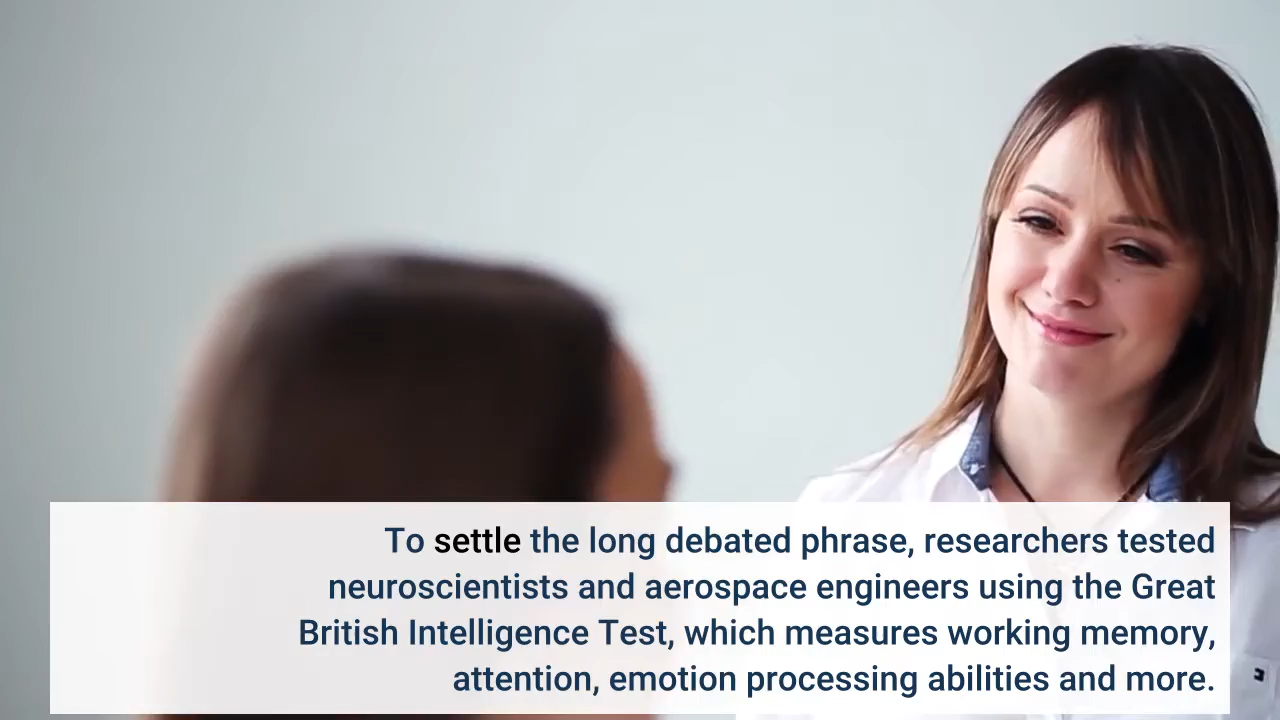 To settle the long debated phrase, researchers tested
neuroscientists and aerospace engineers using the Great
British Intelligence Test, which measures working memory,
attention, emotion processing abilities and more.